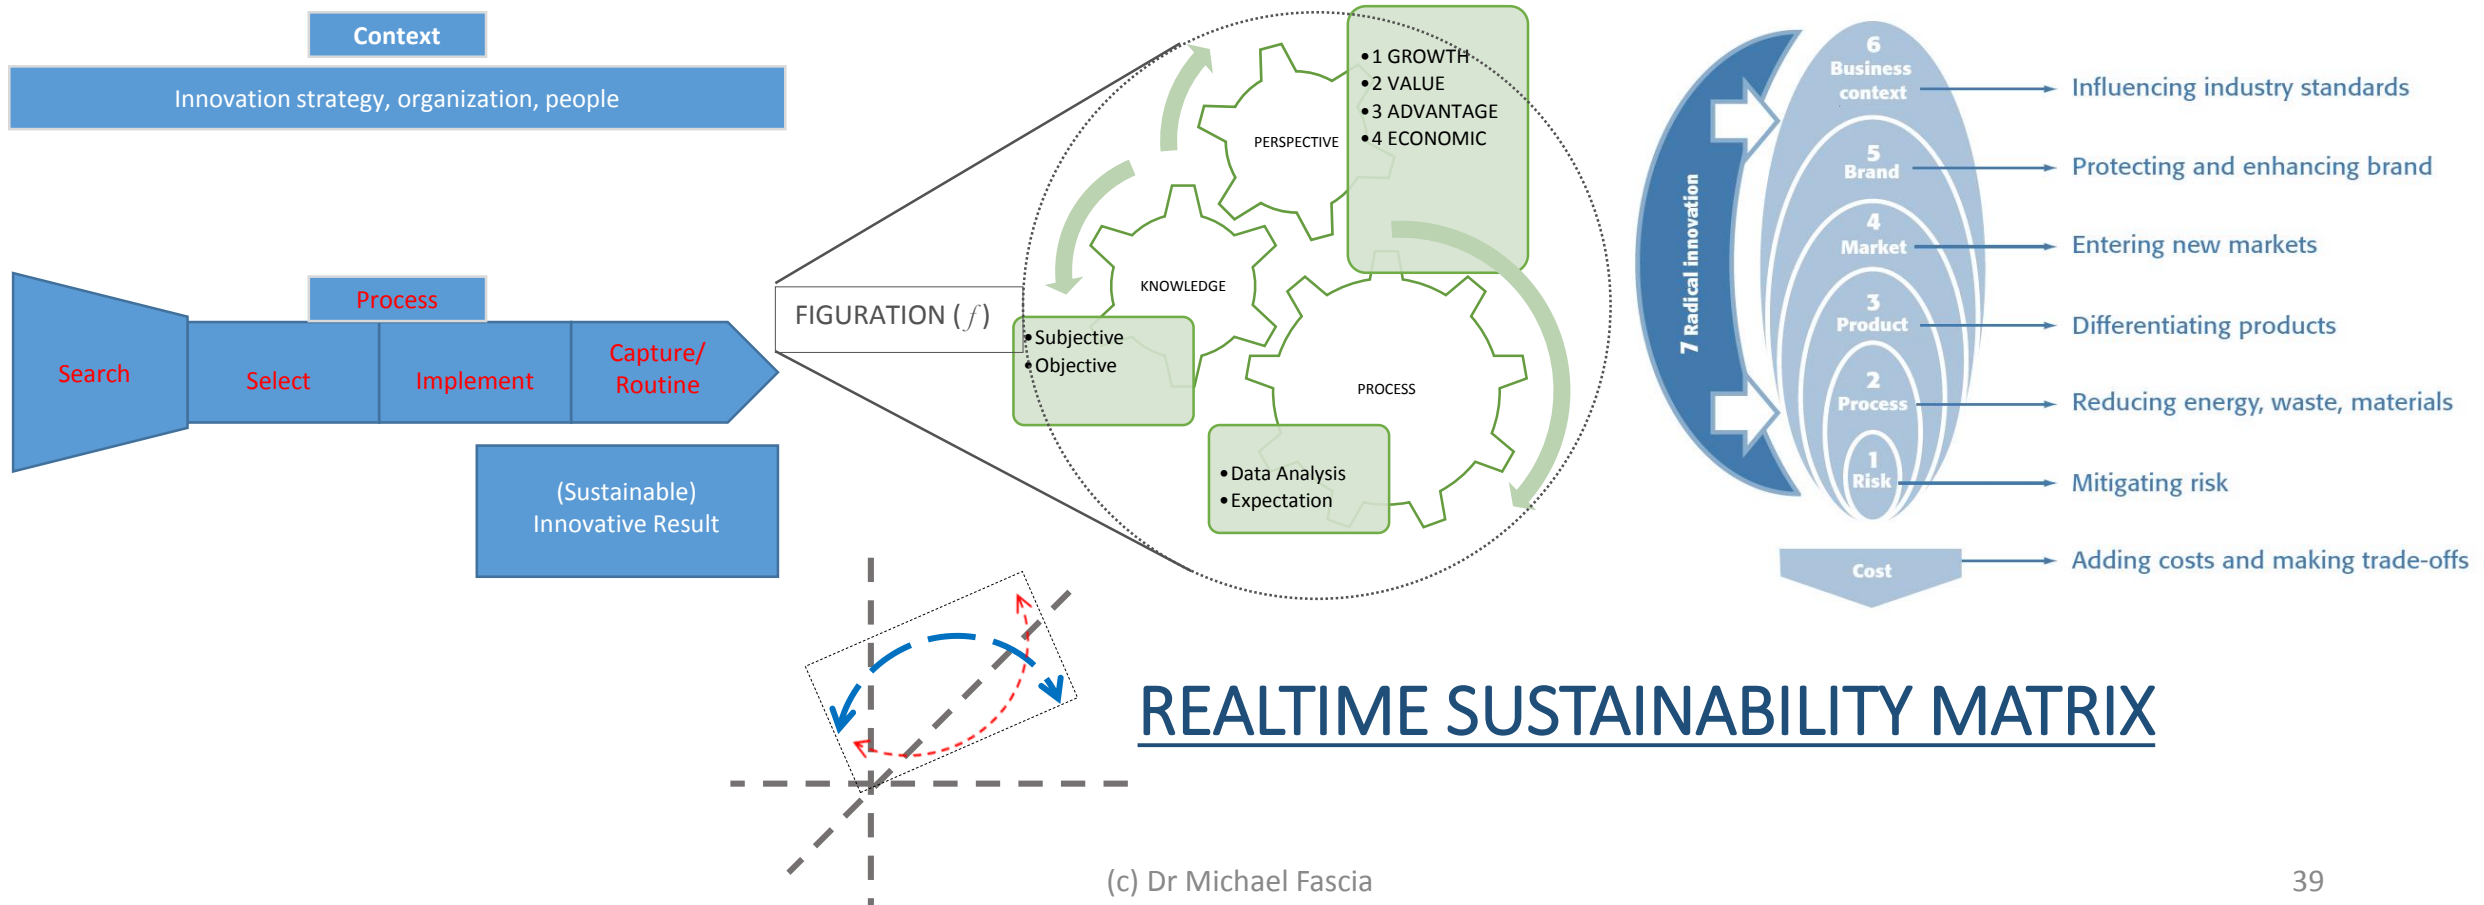 Context
Innovation strategy, organization, people
Process
Search
Select
Implement
Capture/
Routine
(Sustainable)
Innovative Result
FIGURATION (f)
PERSPECTIVE
•1 GROWTH
•2 VALUE
•3 ADVANTAGE
•4 ECONOMIC
KNOWLEDGE
•Subjective
•Objective
PROCESS
•Data Analysis
•Expectation
7 Radical innovation
6
Business
context
Influencing industry standards
5
Brand
Protecting and enhancing brand
4
Market
Entering new markets
3
Product
Differentiating products
2
Process
Reducing energy, waste, materials
1
Risk
Mitigating risk
Cost
Adding costs and making trade-offs
REALTIME SUSTAINABILITY MATRIX
(c) Dr Michael Fascia
39